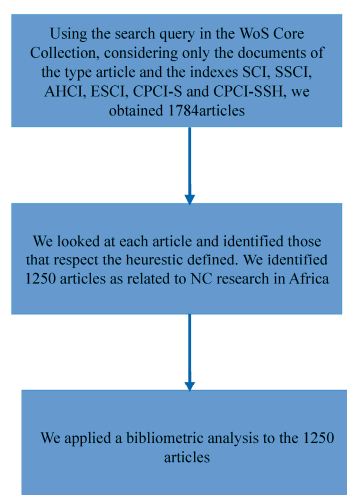 Using the search query in the WoS Core
Collection, considering only the documents of
the type article and the indexes SCI, SSCI,
AHCI, ESCI, CPCI-S and CPCI-SSH, we
obtained 1784articles
We looked at each article and identified those
that respect the heurestic defined. We identified
1250 articles as related to NC research in Africa
We applied a bibliometric analysis to the 1250
articles